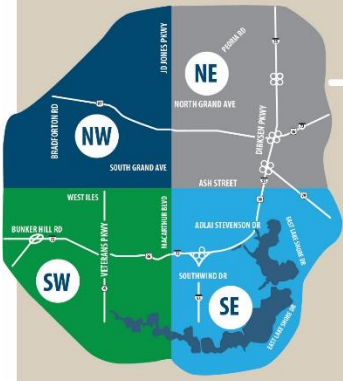 JD JONES PKWY
PEORIA RD
NE
NORTH GRAND AVE
BRADFORTON RD
NW
DIRKSEN PKWY
SOUTH GRAND AVE
ASH STREET
WEST ILES
MACARTHUR BLVD
VETERANS PKWY
BUNKER HILL RD
ADLAI STEVENSON DR
EAST LAKE SHORE DR
SW
SOUTHWIND DR
SE
EAST LAKE SHORE DR